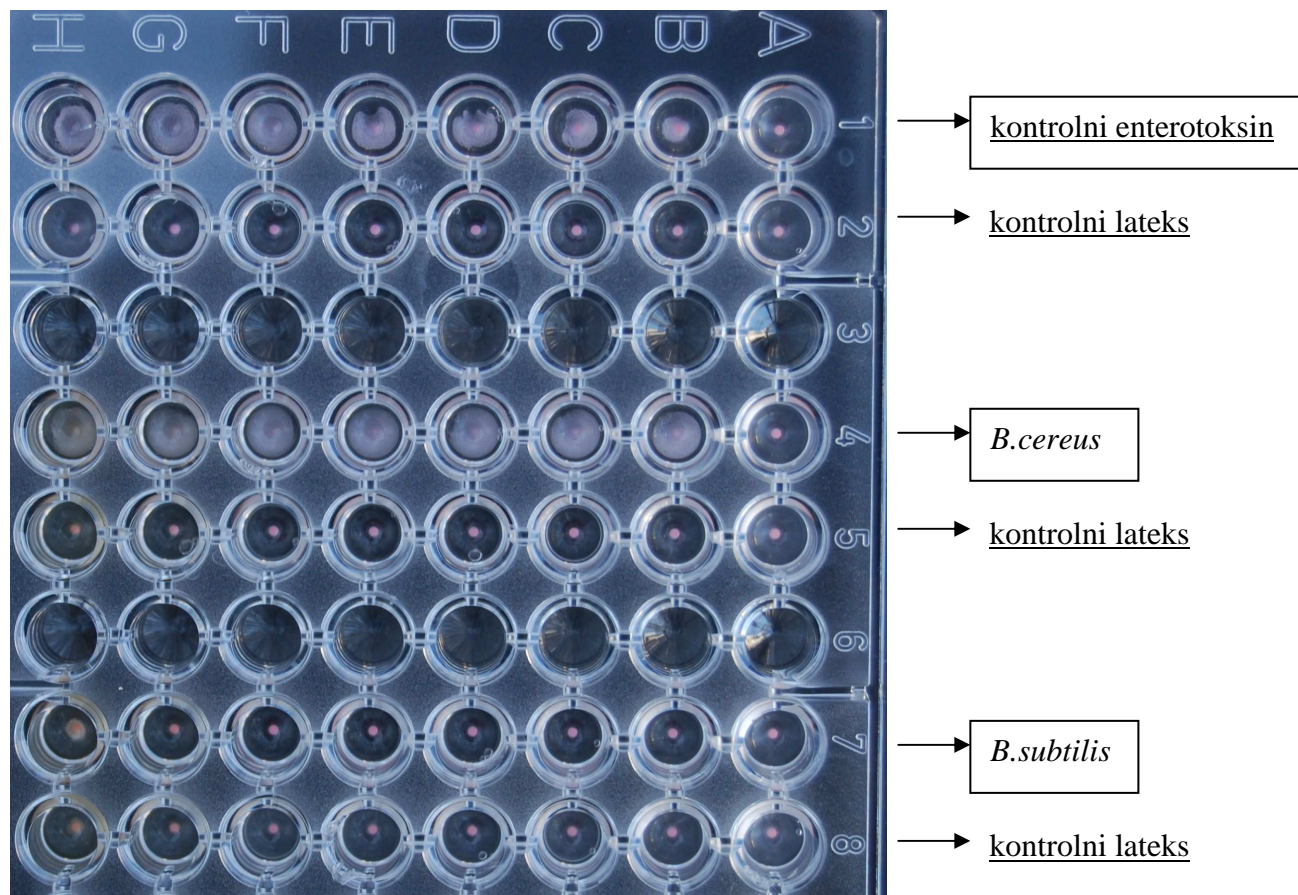 H G F E D C B A
1
kontrolni enterotoksin
2
kontrolni lateks
3
4
B.cereus
5
kontrolni lateks
6
7
B.subtilis
8
kontrolni lateks